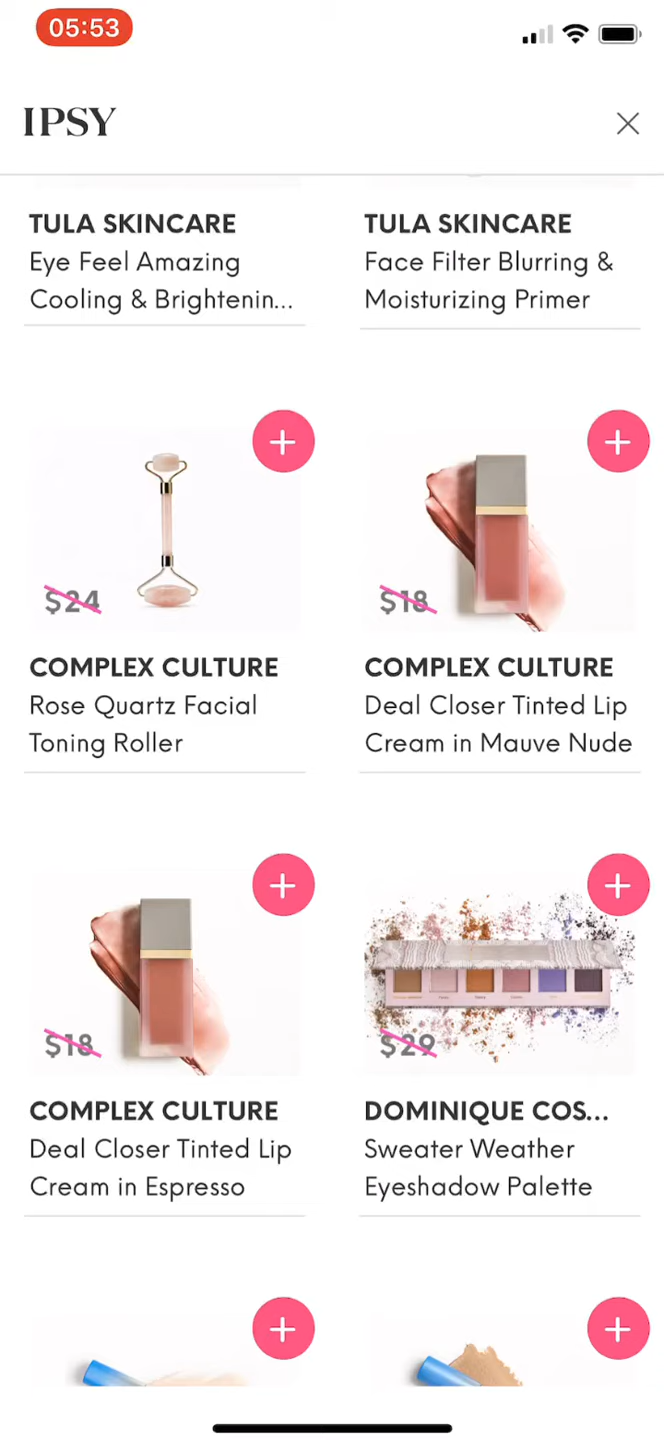 05:53
IPSY
TULA SKINCARE
Eye Feel Amazing
Cooling & Brightenin...
TULA SKINCARE
Face Filter Blurring &
Moisturizing Primer
$24
COMPLEX CULTURE
Rose Quartz Facial
Toning Roller
$18
COMPLEX CULTURE
Deal Closer Tinted Lip
Cream in Mauve Nude
$18
COMPLEX CULTURE
Deal Closer Tinted Lip
Cream in Espresso
$29
DOMINIQUE COS...
Sweater Weather
Eyeshadow Palette